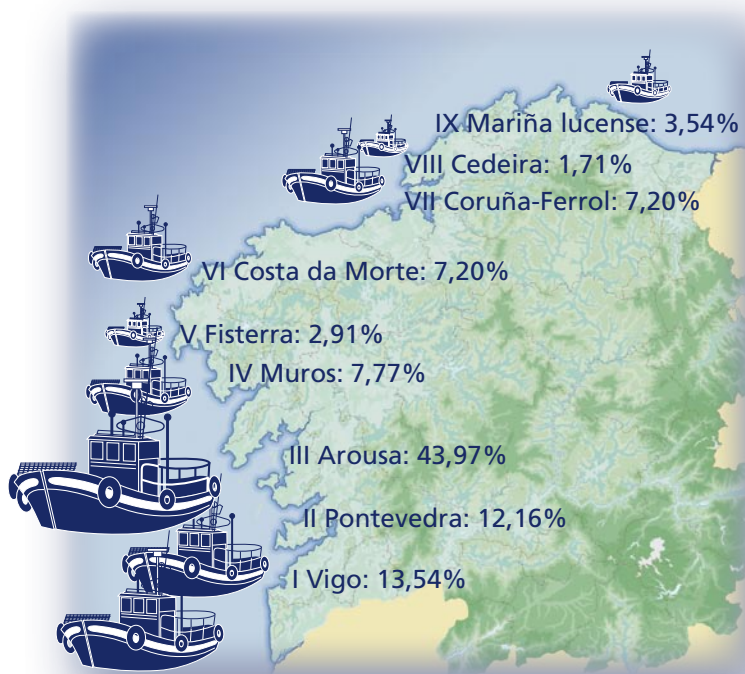 IX Mariña lucense: 3,54%
VIII Cedeira: 1,71%
VII Coruña-Ferrol: 7,20%
VI Costa da Morte: 7,20%
V Fisterra: 2,91%
IV Muros: 7,77%
III Arousa: 43,97%
II Pontevedra: 12,16%
I Vigo: 13,54%